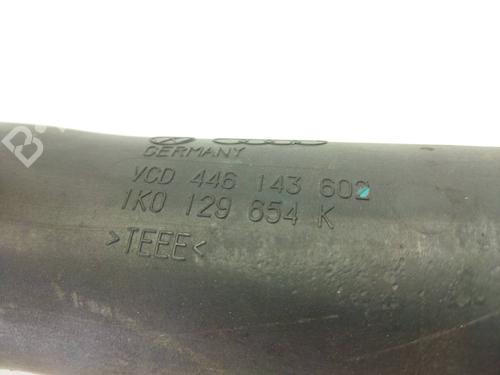 GERMANY
VCD 446 143 602
1K0 129 654 K
>TEEE<